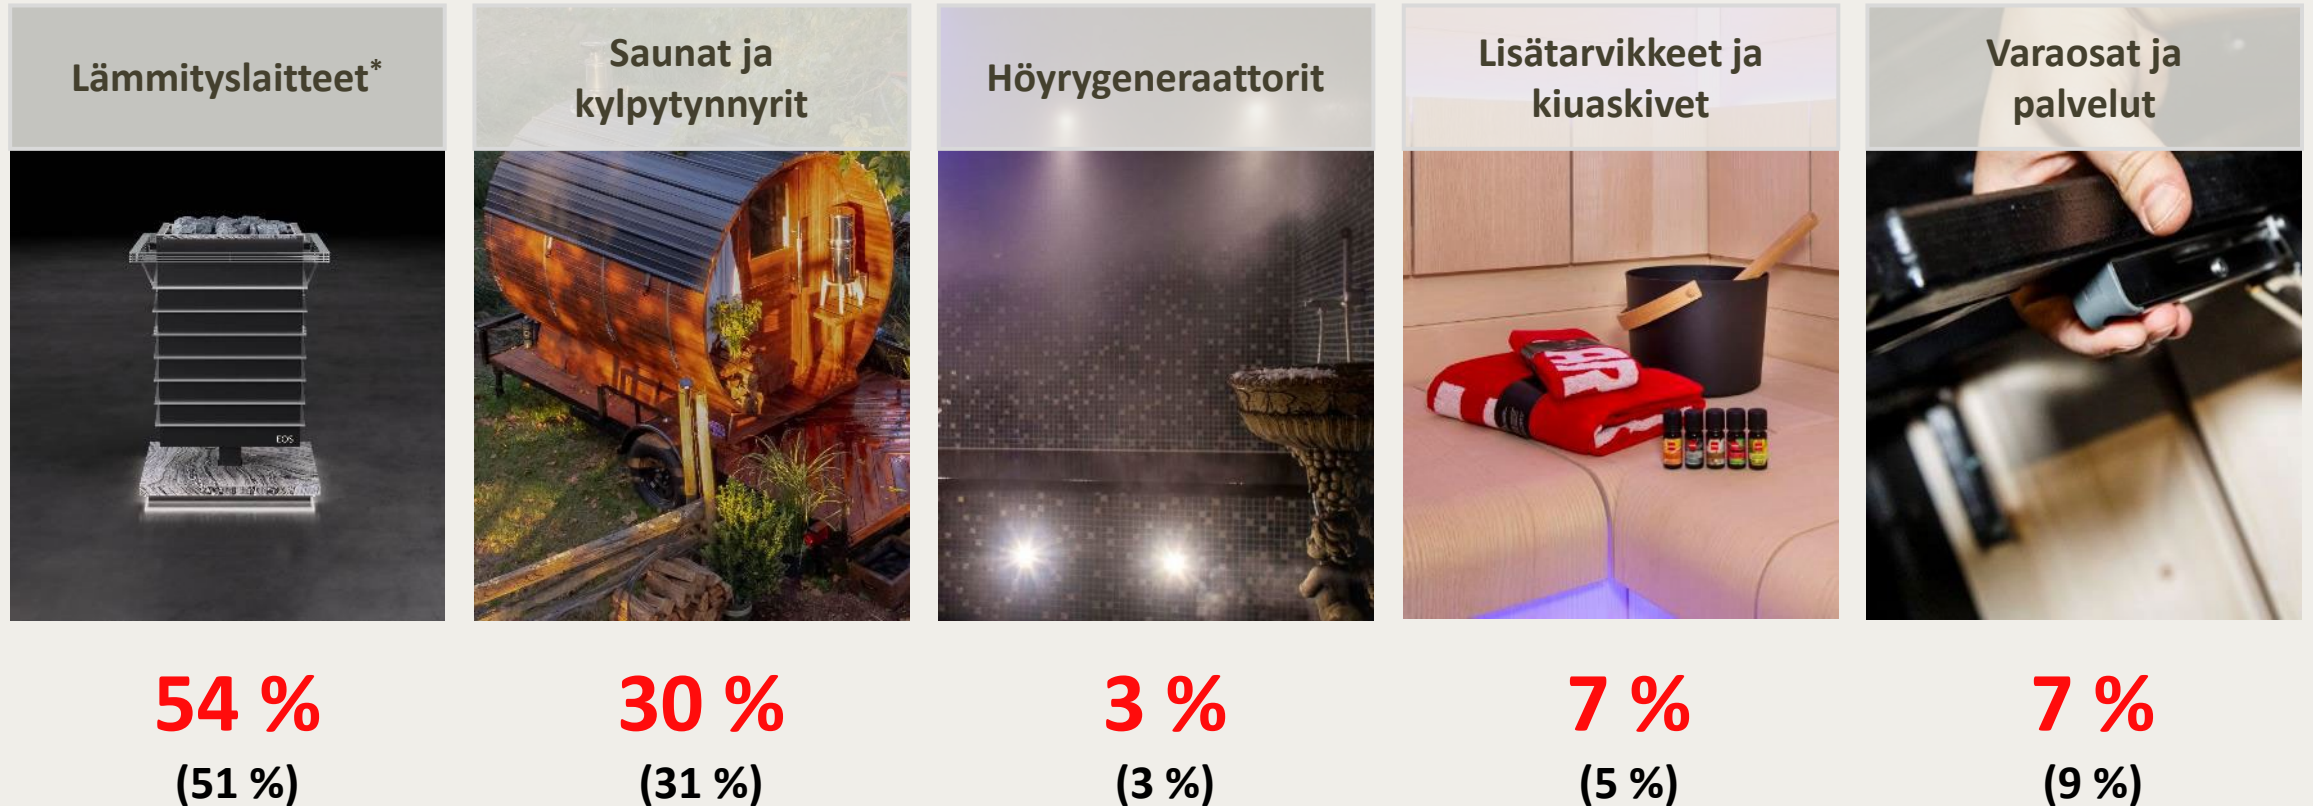 Lämmityslaitteet*
Saunat ja
kylpytynnyrit
Höyrygeneraattorit
Lisätarvikkeet ja
kiuaskivet
Varaosat ja
palvelut
EOS
54 %
30 %
3 %
7 %
7 %
(51 %)
(31 %)
(3 %)
(5 %)
(9 %)